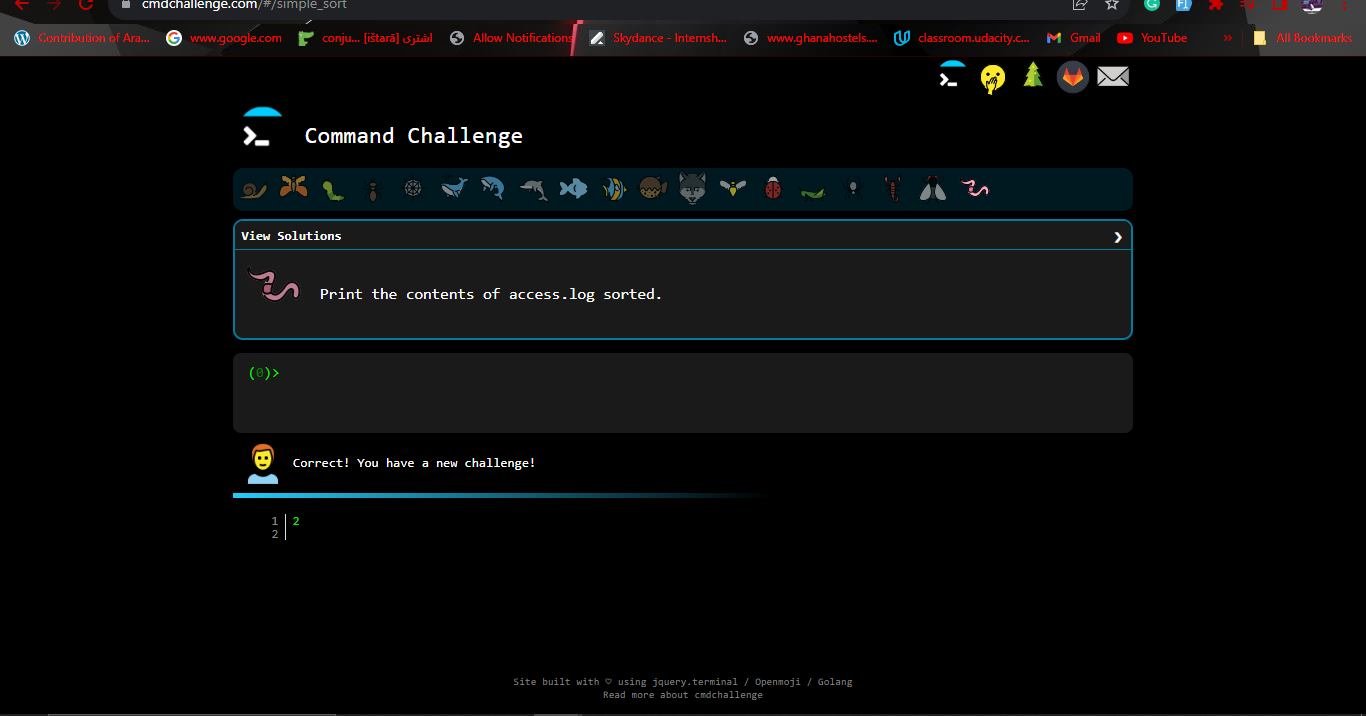 cmdchallenge.com/#/simple_sort
Contribution of Ara... www.google.com conju... [ištarā] اشتری Allow Notifications Skydance - Internsh... www.ghanahostels.... classroom.udacity.c... Gmail YouTube » All Bookmarks
Command Challenge
View Solutions ❯
Print the contents of access.log sorted.
(0)>
Correct! You have a new challenge!
1 2
2
Site built with ♡ using jquery.terminal / Openmoji / Golang
Read more about cmdchallenge